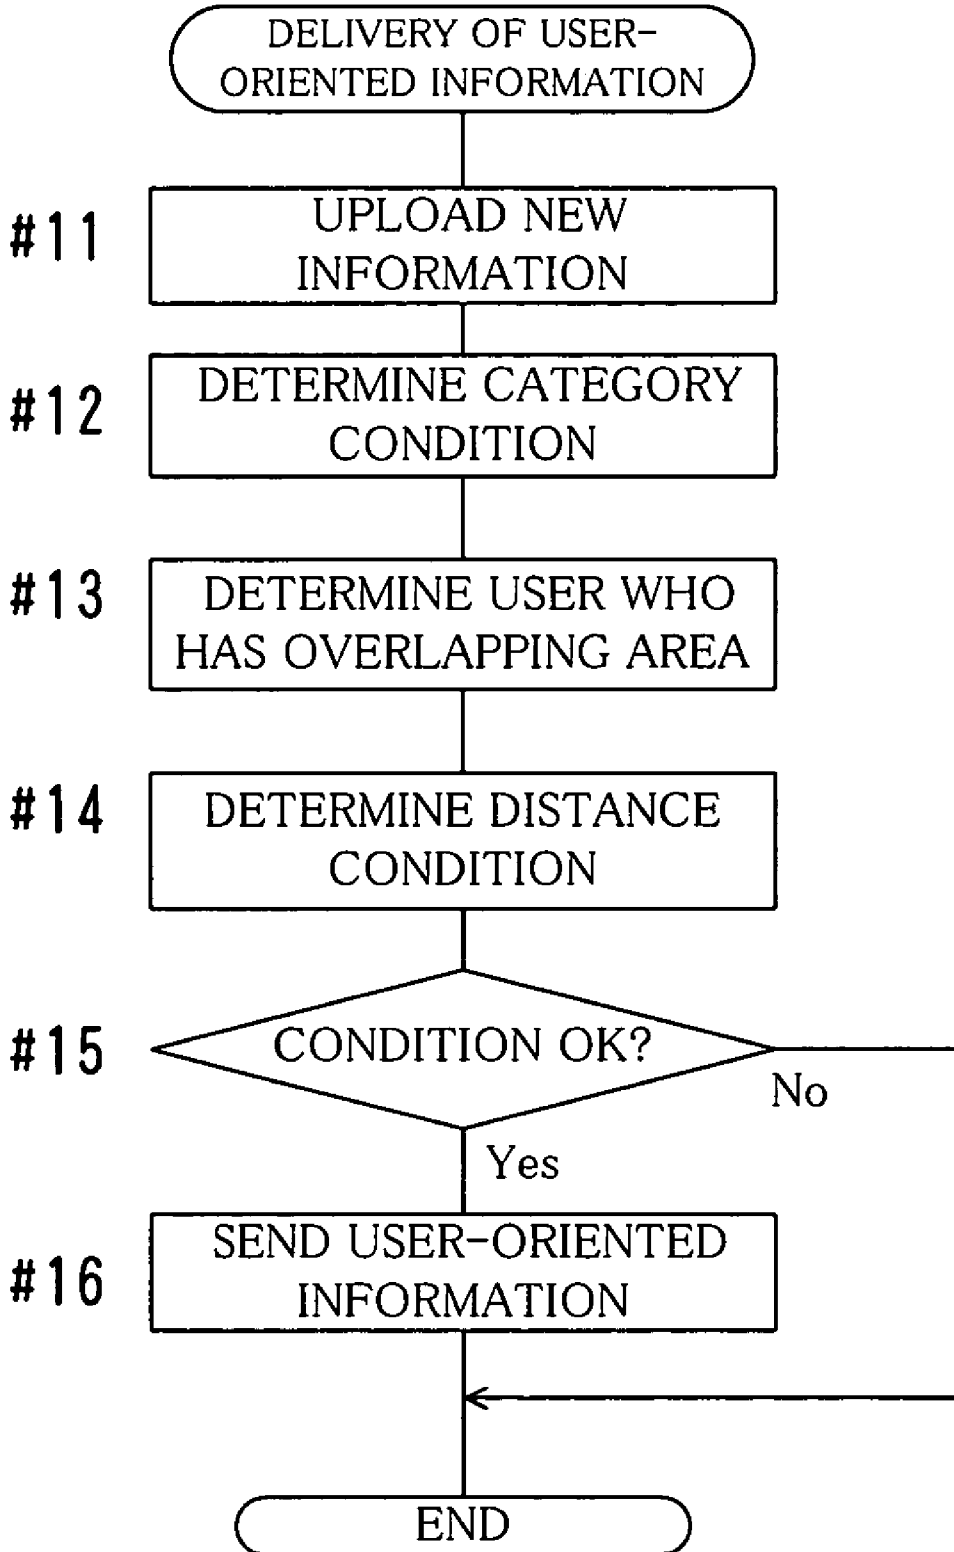 DELIVERY OF USER-
ORIENTED INFORMATION
#11
UPLOAD NEW
INFORMATION
#12
DETERMINE CATEGORY
CONDITION
#13
DETERMINE USER WHO
HAS OVERLAPPING AREA
#14
DETERMINE DISTANCE
CONDITION
#15
CONDITION OK?
No
Yes
#16
SEND USER-ORIENTED
INFORMATION
END